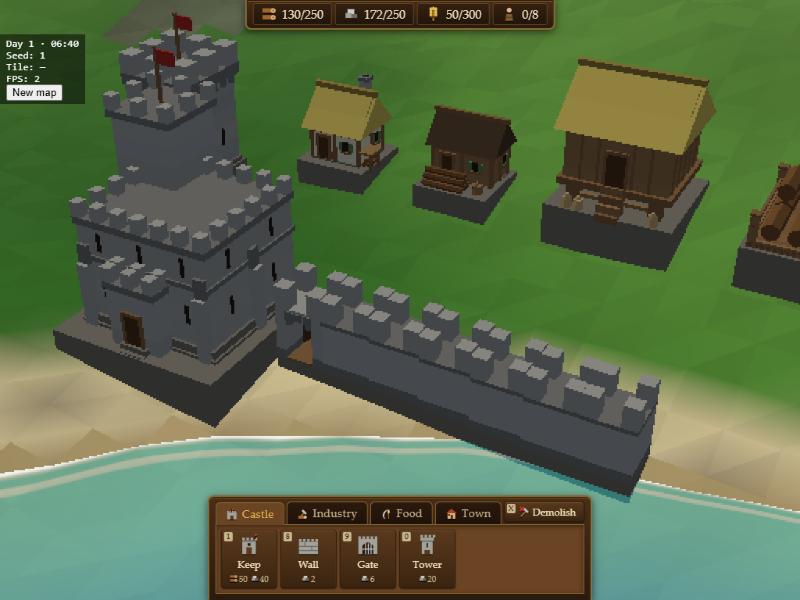 130/250 172/250 50/300 0/8
Day 1 · 06:40
Seed: 1
Tile: —
FPS: 2
New map
Castle Industry Food Town X Demolish
1 8 9 0
Keep Wall Gate Tower
50 40 2 6 20